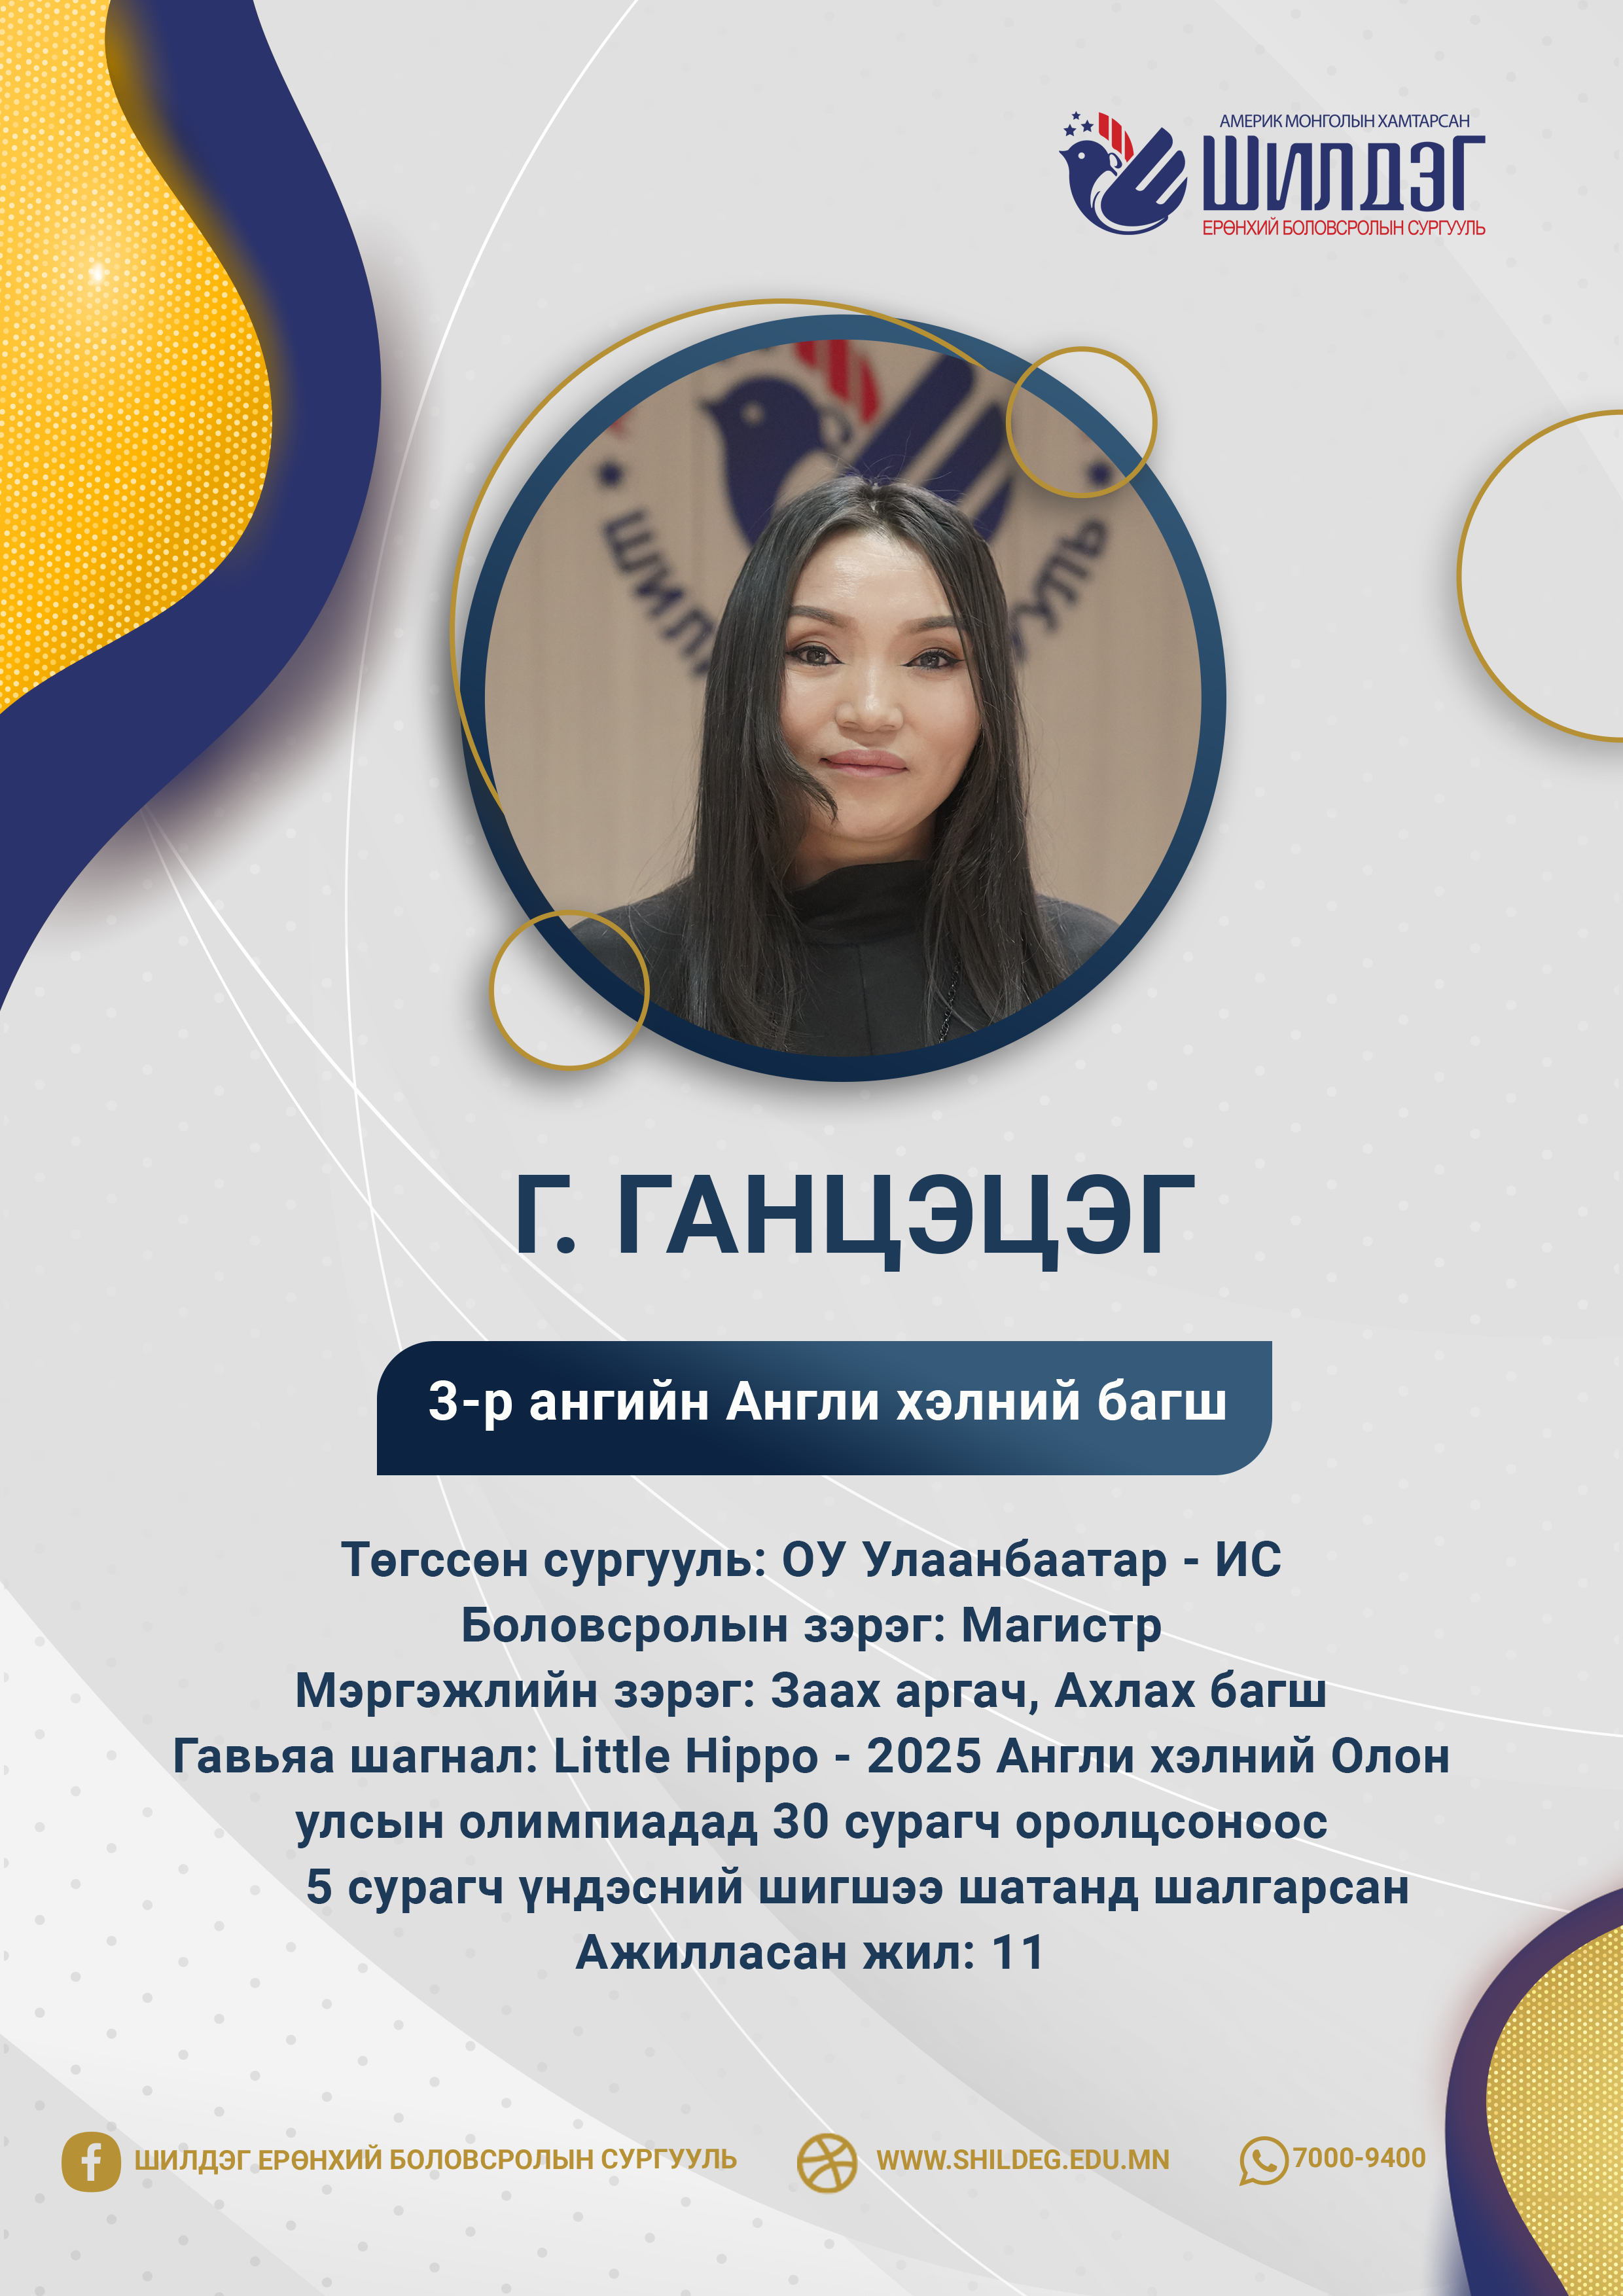 АМЕРИК МОНГОЛЫН ХАМТАРСАН
ШИЛДЭГ
ЕРӨНХИЙ БОЛОВСРОЛЫН СУРГУУЛЬ
Г. ГАНЦЭЦЭГ
3-р ангийн Англи хэлний багш
Төгссөн сургууль: ОУ Улаанбаатар - ИС
Боловсролын зэрэг: Магистр
Мэргэжлийн зэрэг: Заах аргач, Ахлах багш
Гавьяа шагнал: Little Hippo - 2025 Англи хэлний Олон
улсын олимпиадад 30 сурагч оролцсоноос
5 сурагч үндэсний шигшээ шатанд шалгарсан
Ажилласан жил: 11
ШИЛДЭГ ЕРӨНХИЙ БОЛОВСРОЛЫН СУРГУУЛЬ
WWW.SHILDEG.EDU.MN
7000-9400